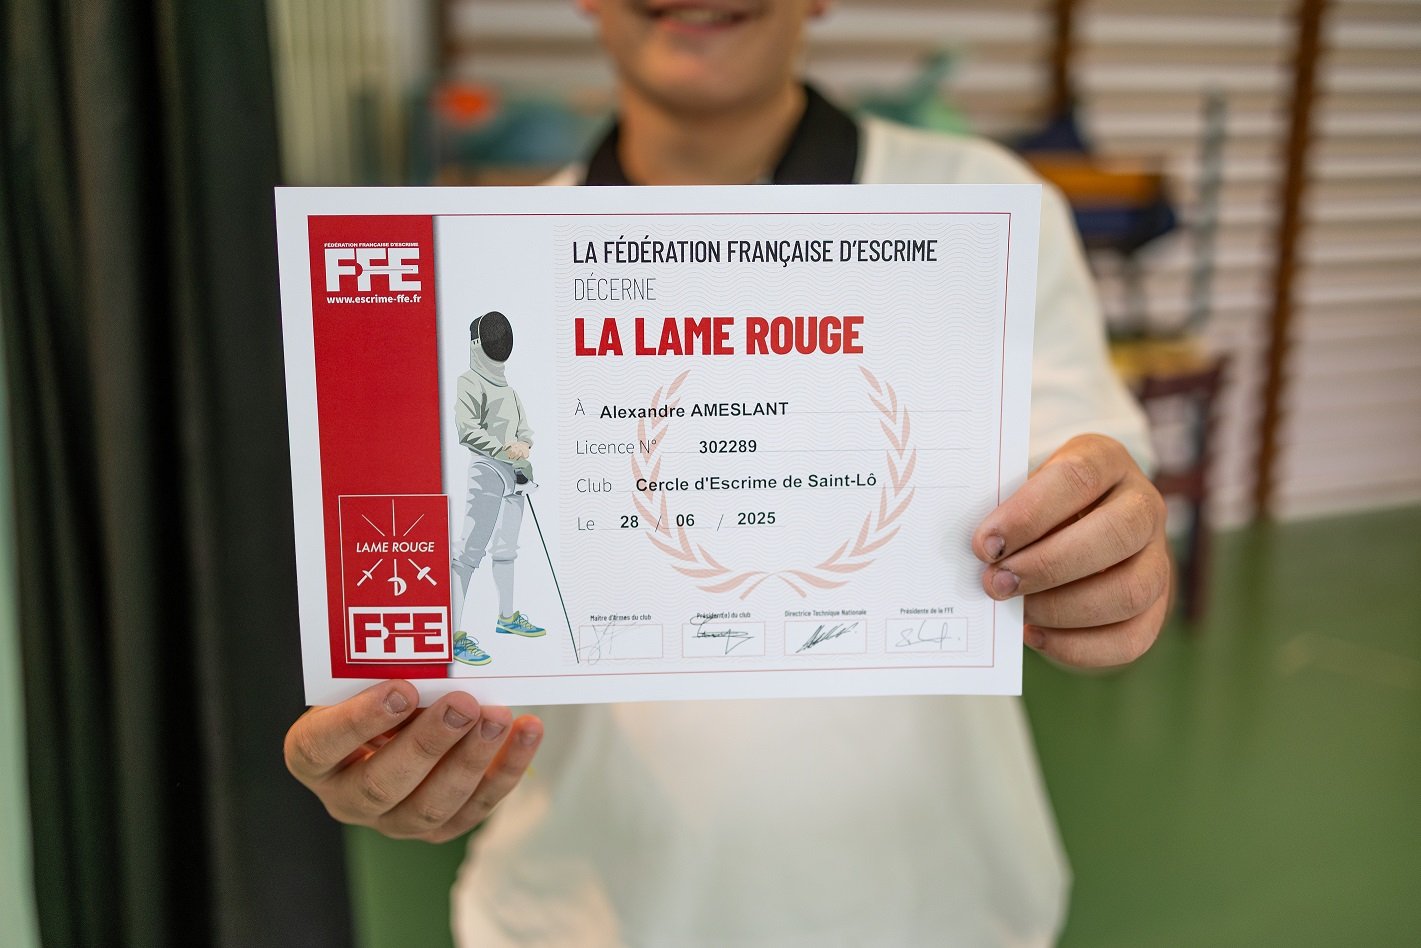 FÉDÉRATION FRANÇAISE D'ESCRIME
FFE
www.escrime-ffe.fr
LA FÉDÉRATION FRANÇAISE D'ESCRIME
DÉCERNE
LA LAME ROUGE
À Alexandre AMESLANT
Licence N° 302289
Club Cercle d'Escrime de Saint-Lô
Le 28 / 06 / 2025
LAME ROUGE
FFE
Maître d'Armes du club Président(e) du club Directrice Technique Nationale Présidente de la FFE